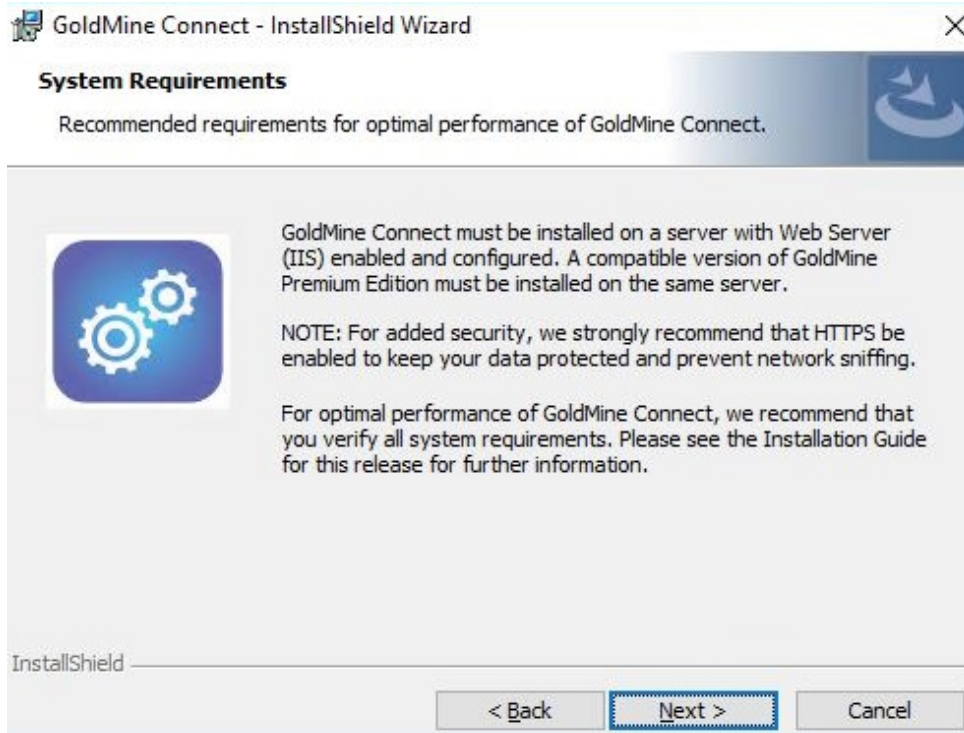 GoldMine Connect - InstallShield Wizard
System Requirements
Recommended requirements for optimal performance of GoldMine Connect.
GoldMine Connect must be installed on a server with Web Server
(IIS) enabled and configured. A compatible version of GoldMine
Premium Edition must be installed on the same server.
NOTE: For added security, we strongly recommend that HTTPS be
enabled to keep your data protected and prevent network sniffing.
For optimal performance of GoldMine Connect, we recommend that
you verify all system requirements. Please see the Installation Guide
for this release for further information.
InstallShield
< Back
Next >
Cancel